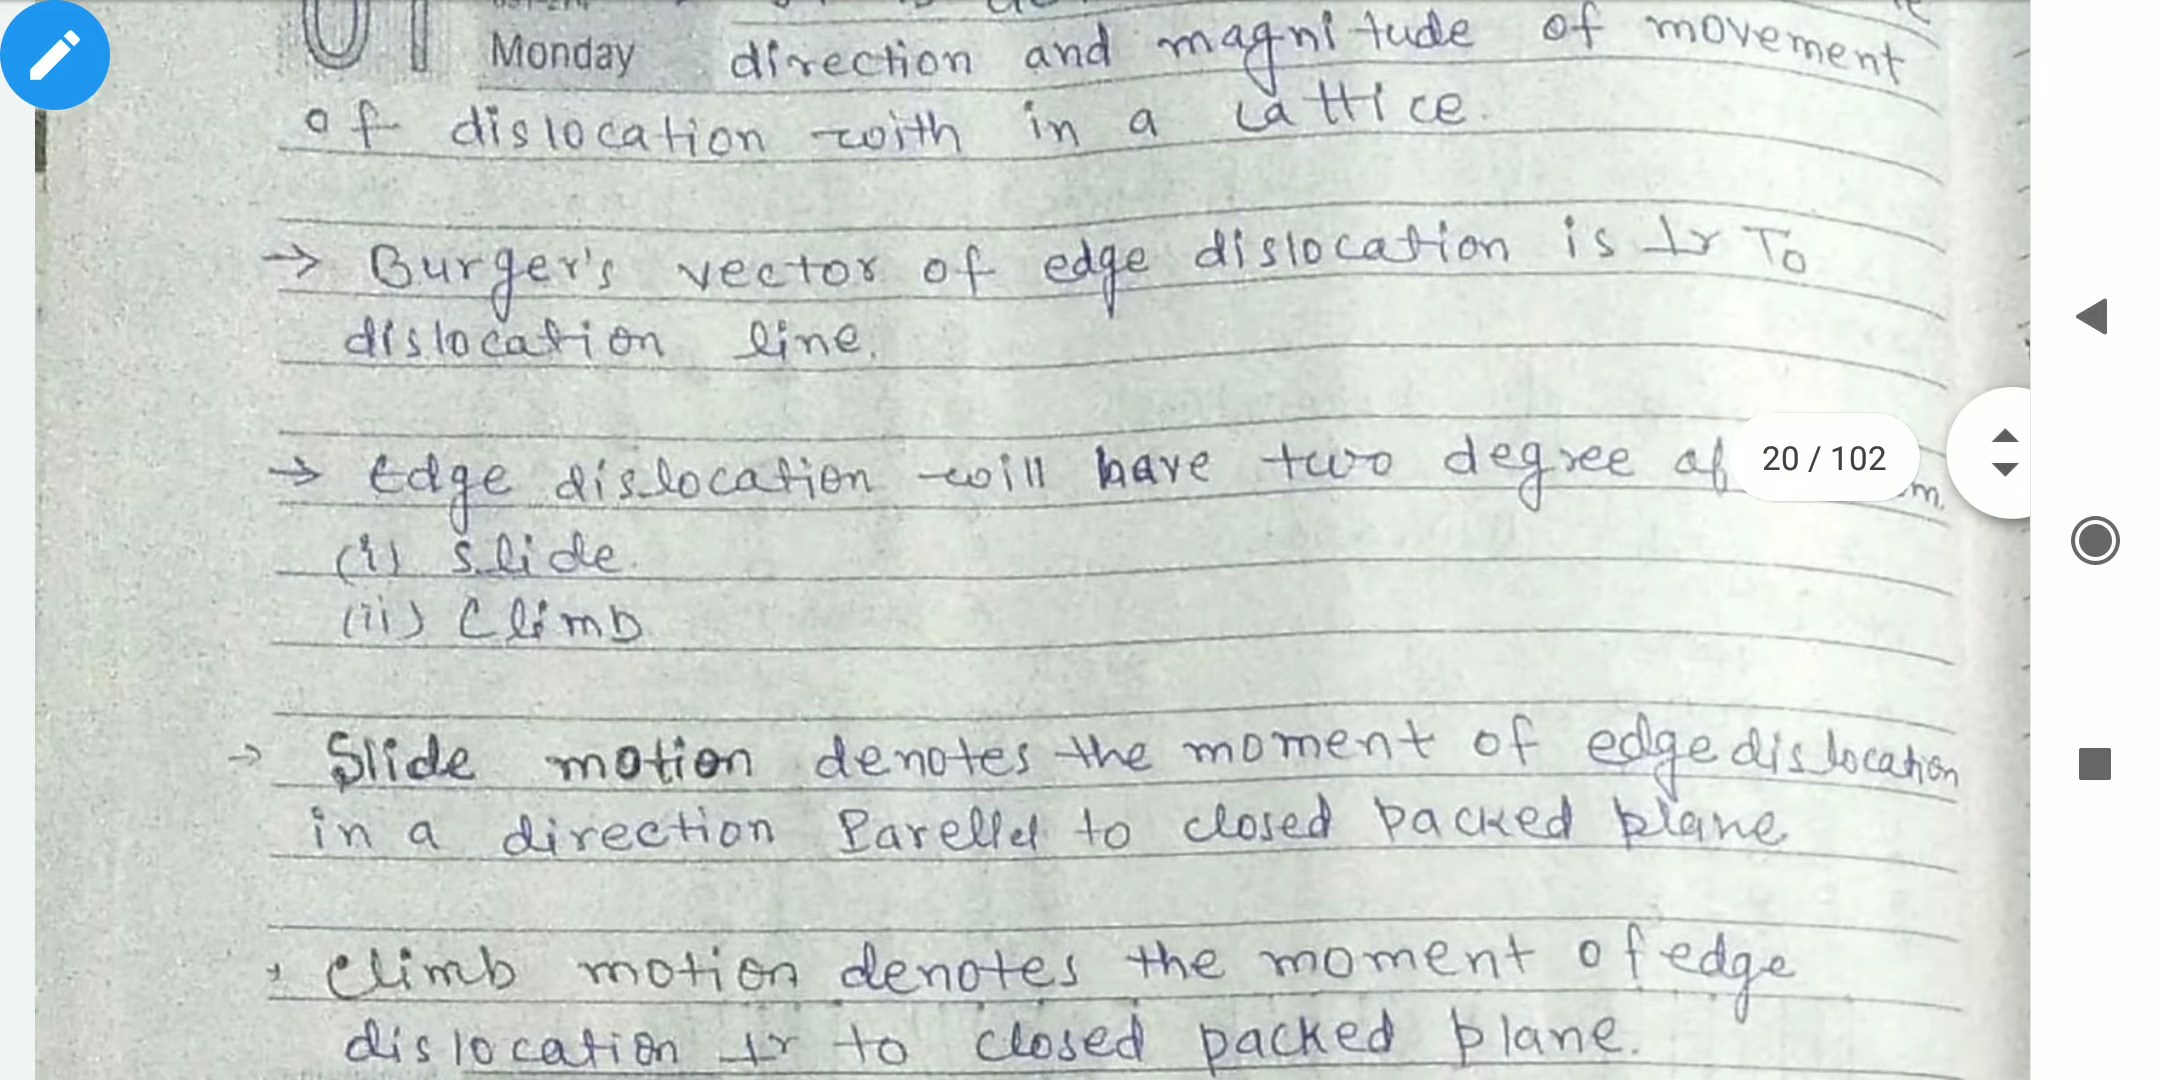 01
Monday direction and magnitude of movement
of dislocation with in a Lattice.
→ Burger's vector of edge dislocation is ⊥r To
dislocation line.
→ Edge dislocation will have two degree of
20 / 102
(i) Slide.
(ii) Climb
→ Slide motion denotes the moment of edge dislocation
in a direction Parellel to closed packed plane
→ Climb motion denotes the moment of edge
dislocation ⊥r to closed packed plane.